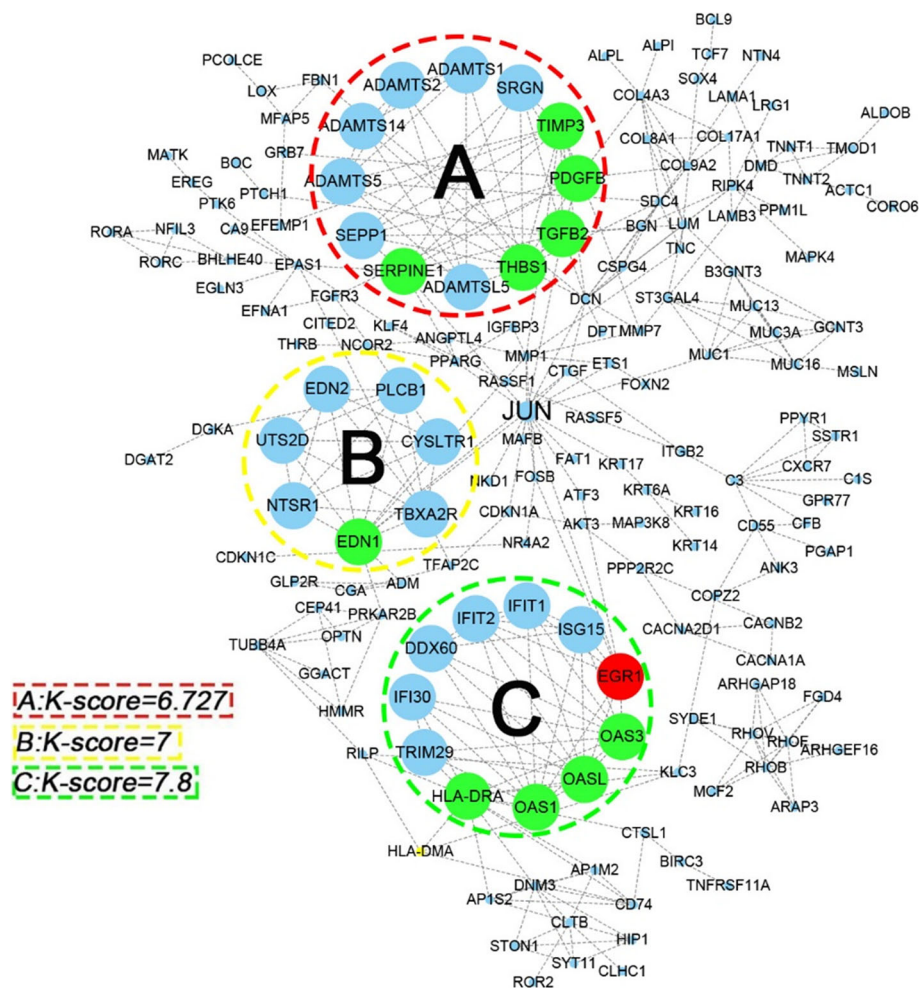 BCL9
ALPL
ALPI
TCF7
NTN4
PCOLCE
FBN1
LOX
MFAP5
GRB7
ADAMTS2
ADAMTS1
SRGN
ADAMTS14
TIMP3
ADAMTS5
PDGFB
SEPP1
TGFB2
SERPINE1
THBS1
ADAMTSL5
A
SOX4
COL4A3
LAMA1
LRG1
COL8A1
COL17A1
ALDOB
COL9A2
DMD
TNNT1
TMOD1
TNNT2
RIPK4
ACTC1
CORO6
SDC4
LAMB3
PPM1L
BGN
LUM
TNC
MAPK4
CSPG4
B3GNT3
DCN
ST3GAL4
MUC13
DPT
MMP7
MUC3A
GCNT3
MUC1
MUC16
MSLN
MATK
BOC
EREG
PTCH1
PTK6
EFEMP1
RORA
NFIL3
CA9
RORC
BHLHE40
EPAS1
EGLN3
EFNA1
FGFR3
CITED2
KLF4
ANGPTL4
IGFBP3
THRB
NCOR2
PPARG
MMP1
ETS1
RASSF1
CTGF
FOXN2
JUN
RASSF5
MAFB
ITGB2
EDN2
PLCB1
UTS2D
CYSLTR1
B
NTSR1
TBXA2R
EDN1
DGKA
DGAT2
FAT1
KRT17
NKD1
FOSB
ATF3
KRT6A
CDKN1A
AKT3
MAP3K8
KRT16
NR4A2
KRT14
PPYR1
SSTR1
CXCR7
C3
C1S
GPR77
CD55
CFB
PGAP1
ANK3
PPP2R2C
COPZ2
CACNB2
CACNA2D1
CACNA1A
CDKN1C
TFAP2C
GLP2R
ADM
CGA
CEP41
PRKAR2B
OPTN
TUBB4A
GGACT
HMMR
RILP
IFIT2
IFIT1
ISG15
DDX60
EGR1
IFI30
C
OAS3
TRIM29
OASL
HLA-DRA
OAS1
ARHGAP18
FGD4
SYDE1
RHOV
RHOF
ARHGEF16
RHOB
KLC3
MCF2
ARAP3
A:K-score=6.727
B:K-score=7
C:K-score=7.8
HLA-DMA
CTSL1
BIRC3
TNFRSF11A
AP1M2
DNM3
AP1S2
CD74
CLTB
HIP1
STON1
SYT11
CLHC1
ROR2